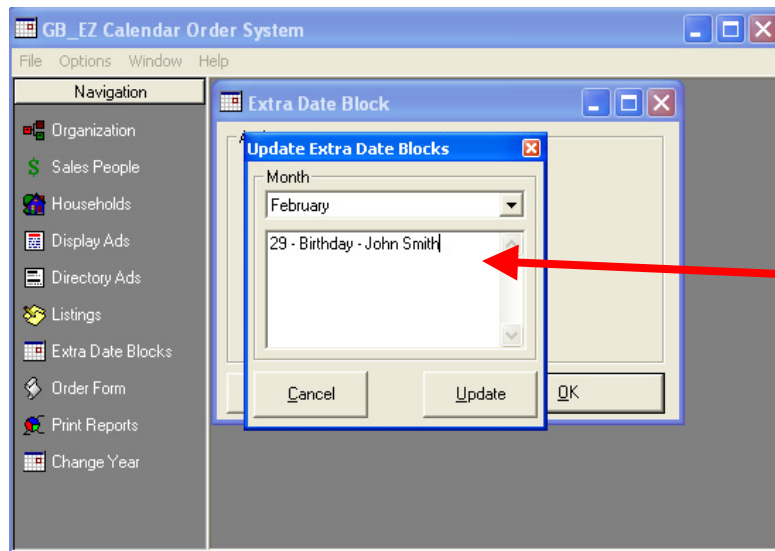 GB_EZ Calendar Order System
File Options Window Help
Navigation
Organization
Sales People
Households
Display Ads
Directory Ads
Listings
Extra Date Blocks
Order Form
Print Reports
Change Year
Extra Date Block
Update Extra Date Blocks
Month
February
29 - Birthday - John Smith
Cancel
Update
OK